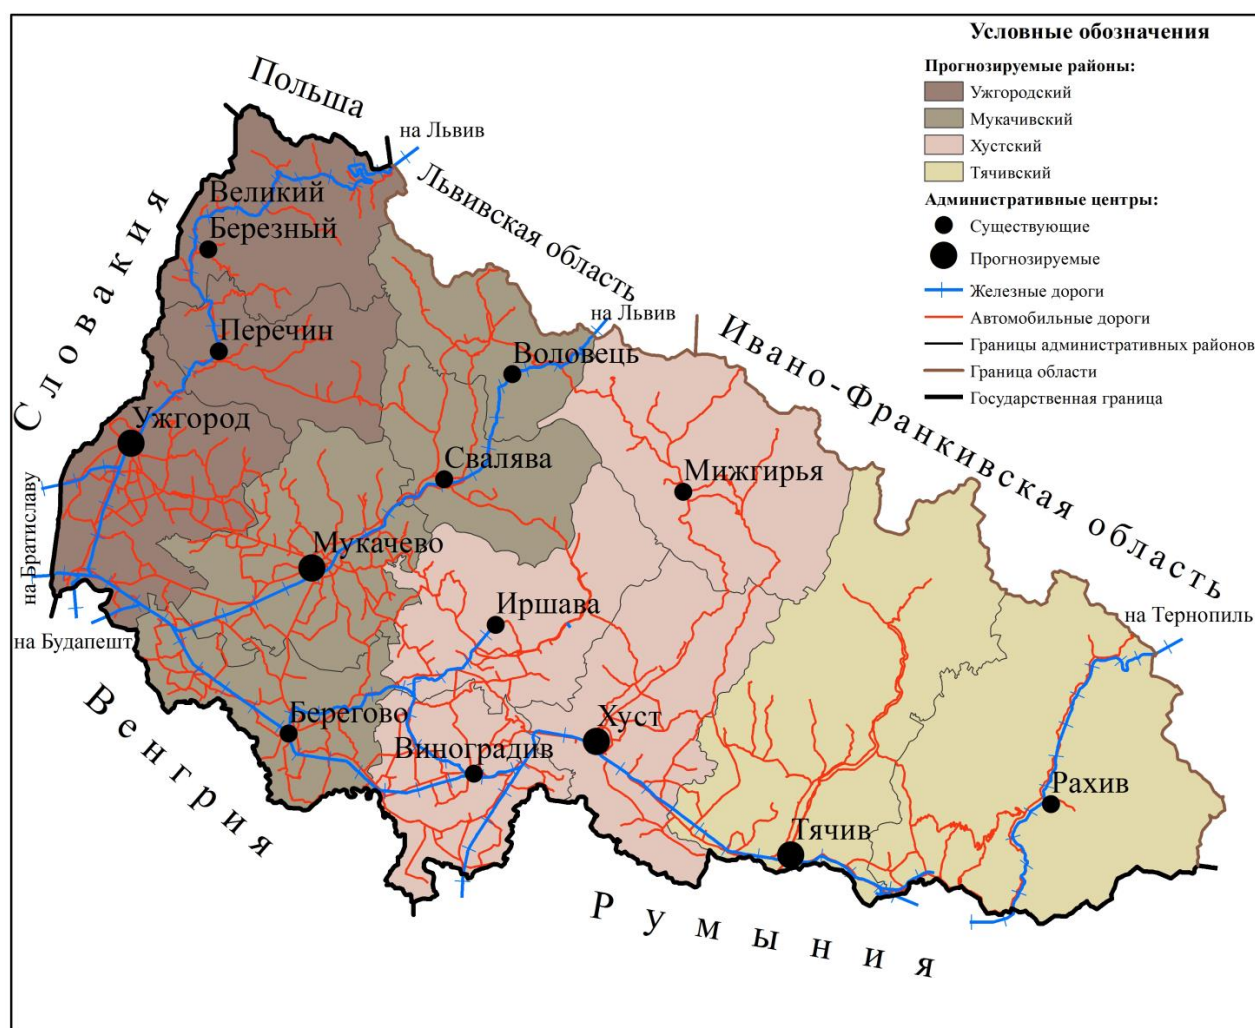 Условные обозначения
Прогнозируемые районы:
Ужгородский
Мукачивский
Хустский
Тячивский
Административные центры:
Существующие
Прогнозируемые
Железные дороги
Автомобильные дороги
Границы административных районов
Граница области
Государственная граница
Польша
на Львив
Львивская область
Словакия
Великий
Березный
на Львив
Перечин
Воловець
Ивано-Франкивская область
Ужгород
Свалява
Мижгирья
на Братиславу
Мукачево
Иршава
на Тернопиль
на Будапешт
Венгрия
Берегово
Хуст
Виноградив
Рахив
Тячив
Румыния